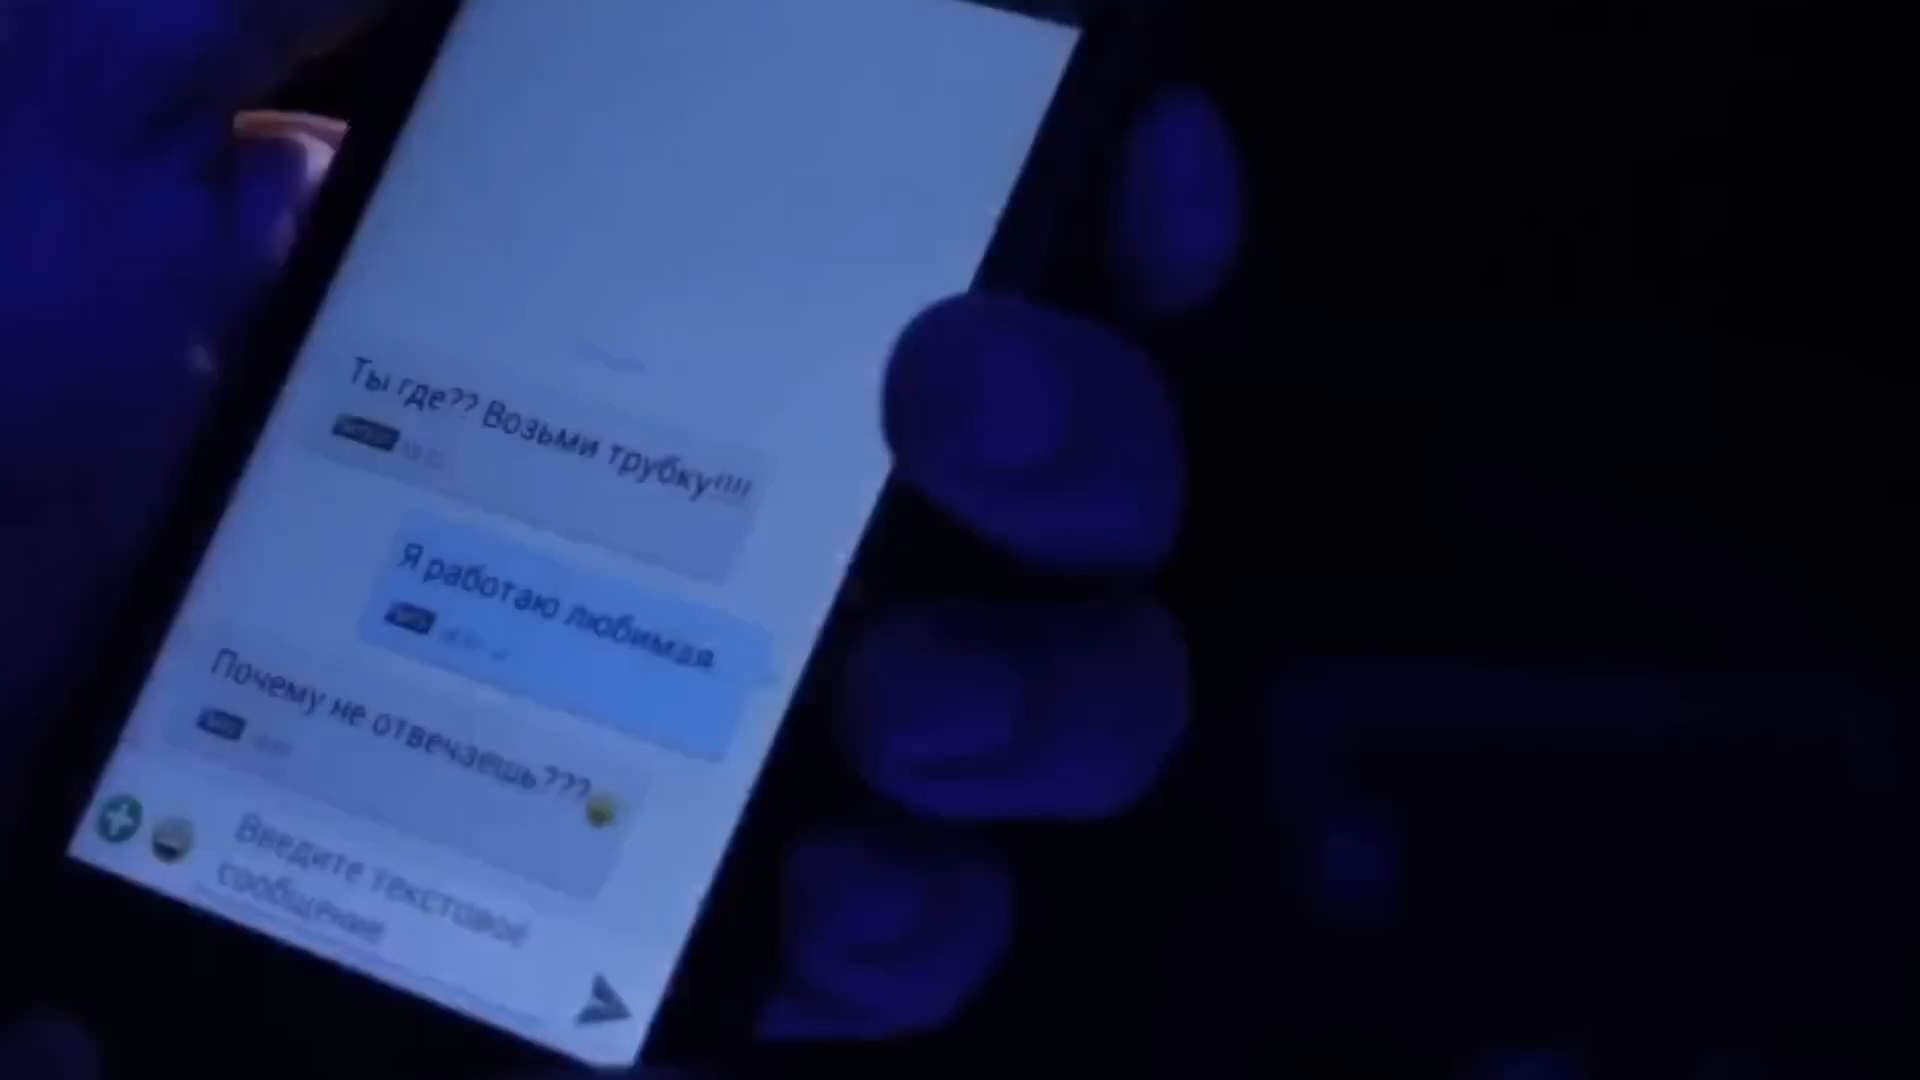 Ты где?? Возьми трубку!!!!
Я работаю любимая
Почему не отвечаешь???
Введите текстовое
сообщение